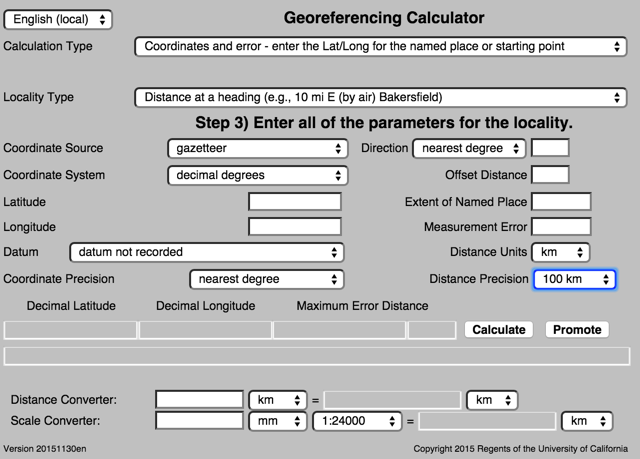 English (local)
Georeferencing Calculator
Calculation Type Coordinates and error - enter the Lat/Long for the named place or starting point
Locality Type Distance at a heading (e.g., 10 mi E (by air) Bakersfield)
Step 3) Enter all of the parameters for the locality.
Coordinate Source gazetteer Direction nearest degree
Coordinate System decimal degrees Offset Distance
Latitude Extent of Named Place
Longitude Measurement Error
Datum datum not recorded Distance Units km
Coordinate Precision nearest degree Distance Precision 100 km
Decimal Latitude Decimal Longitude Maximum Error Distance
Calculate Promote
Distance Converter: km = km
Scale Converter: mm 1:24000 = km
Version 20151130en Copyright 2015 Regents of the University of California